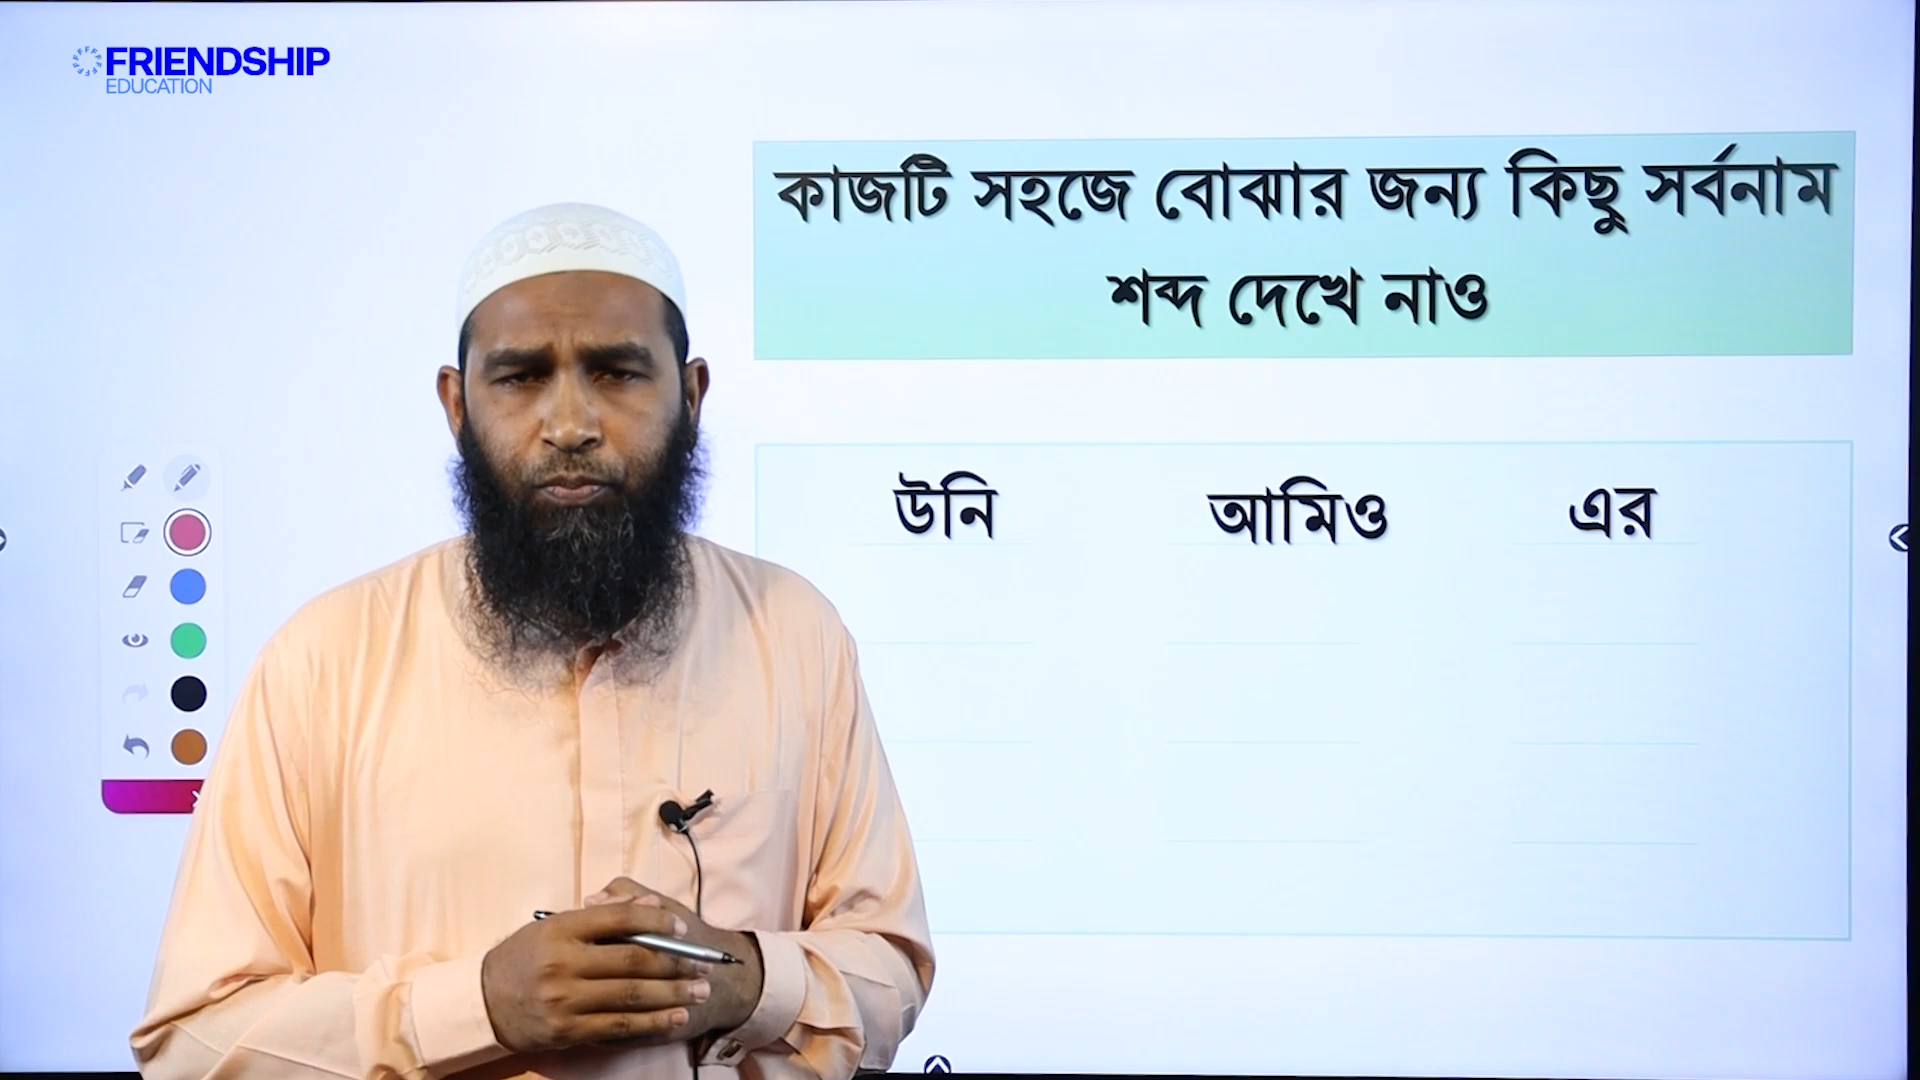 FRIENDSHIP
EDUCATION
কাজটি সহজে বোঝার জন্য কিছু সর্বনাম
শব্দ দেখে নাও
উনি আমিও এর